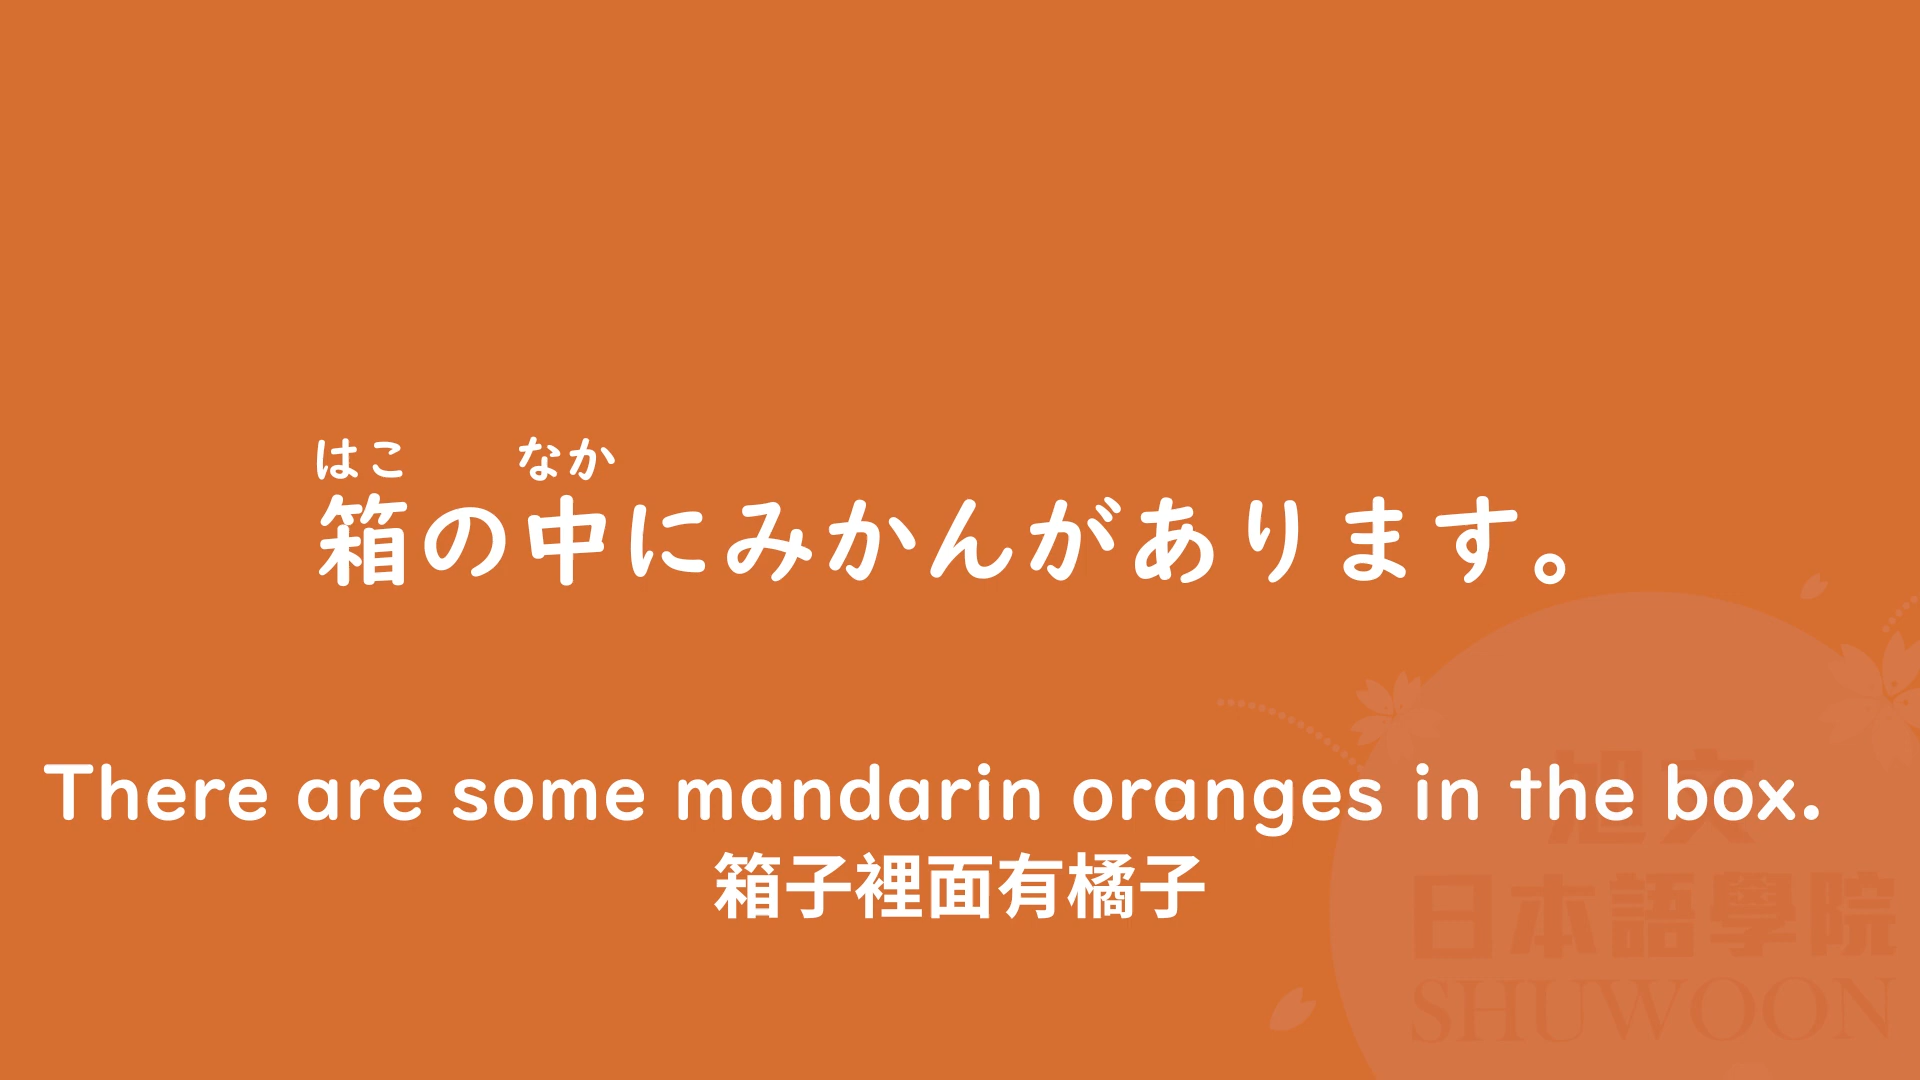 はこ なか
箱の中にみかんがあります。
There are some mandarin oranges in the box.
箱子裡面有橘子
旭文
日本語學院
SHUWOON